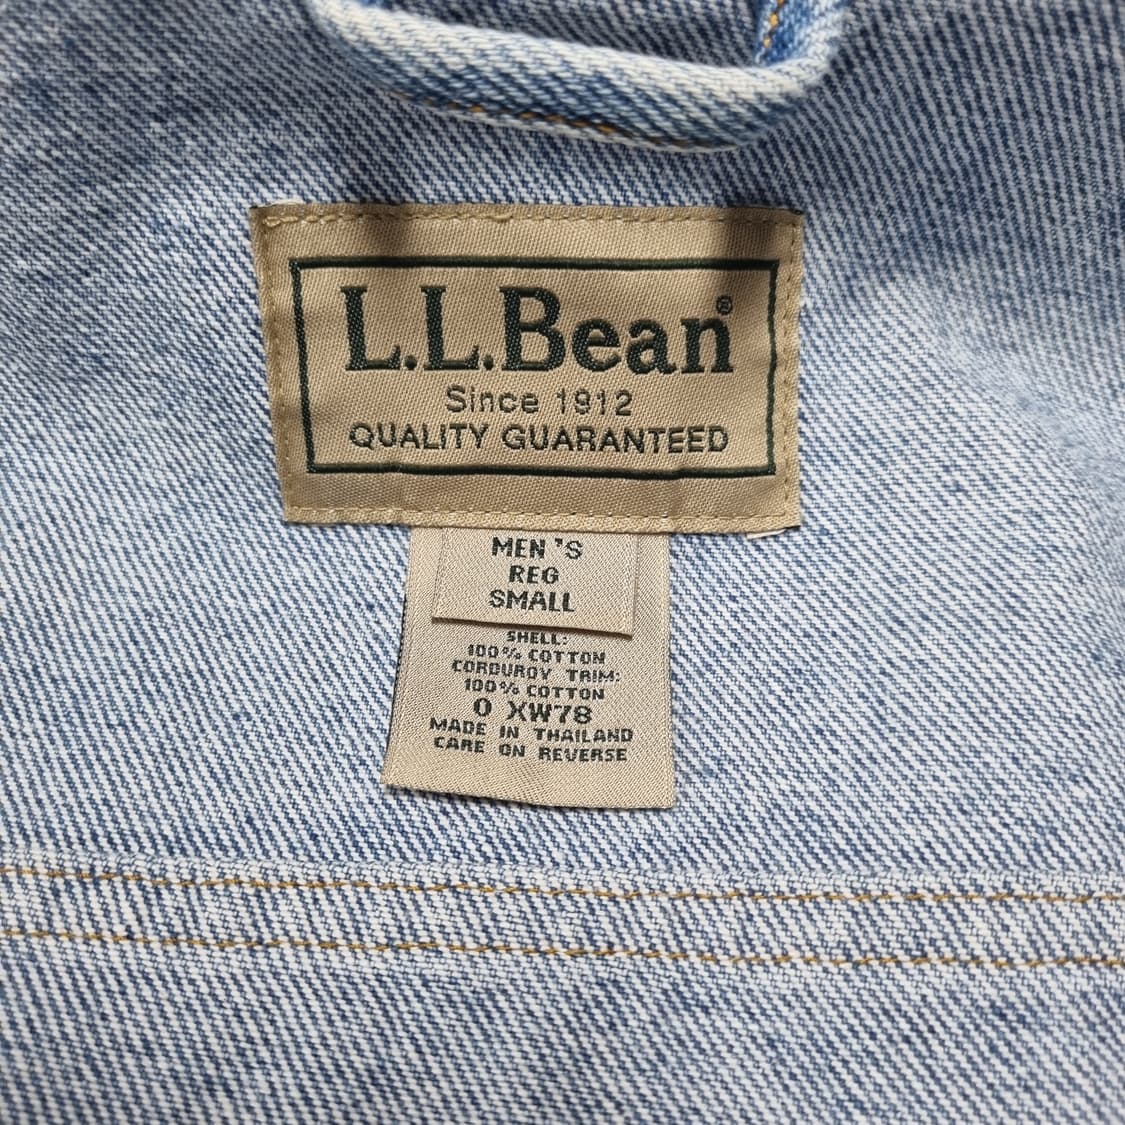 L.L.Bean®
Since 1912
QUALITY GUARANTEED
MEN'S
REG
SMALL
SHELL:
100% COTTON
CORDUROY TRIM:
100% COTTON
0 XW78
MADE IN THAILAND
CARE ON REVERSE